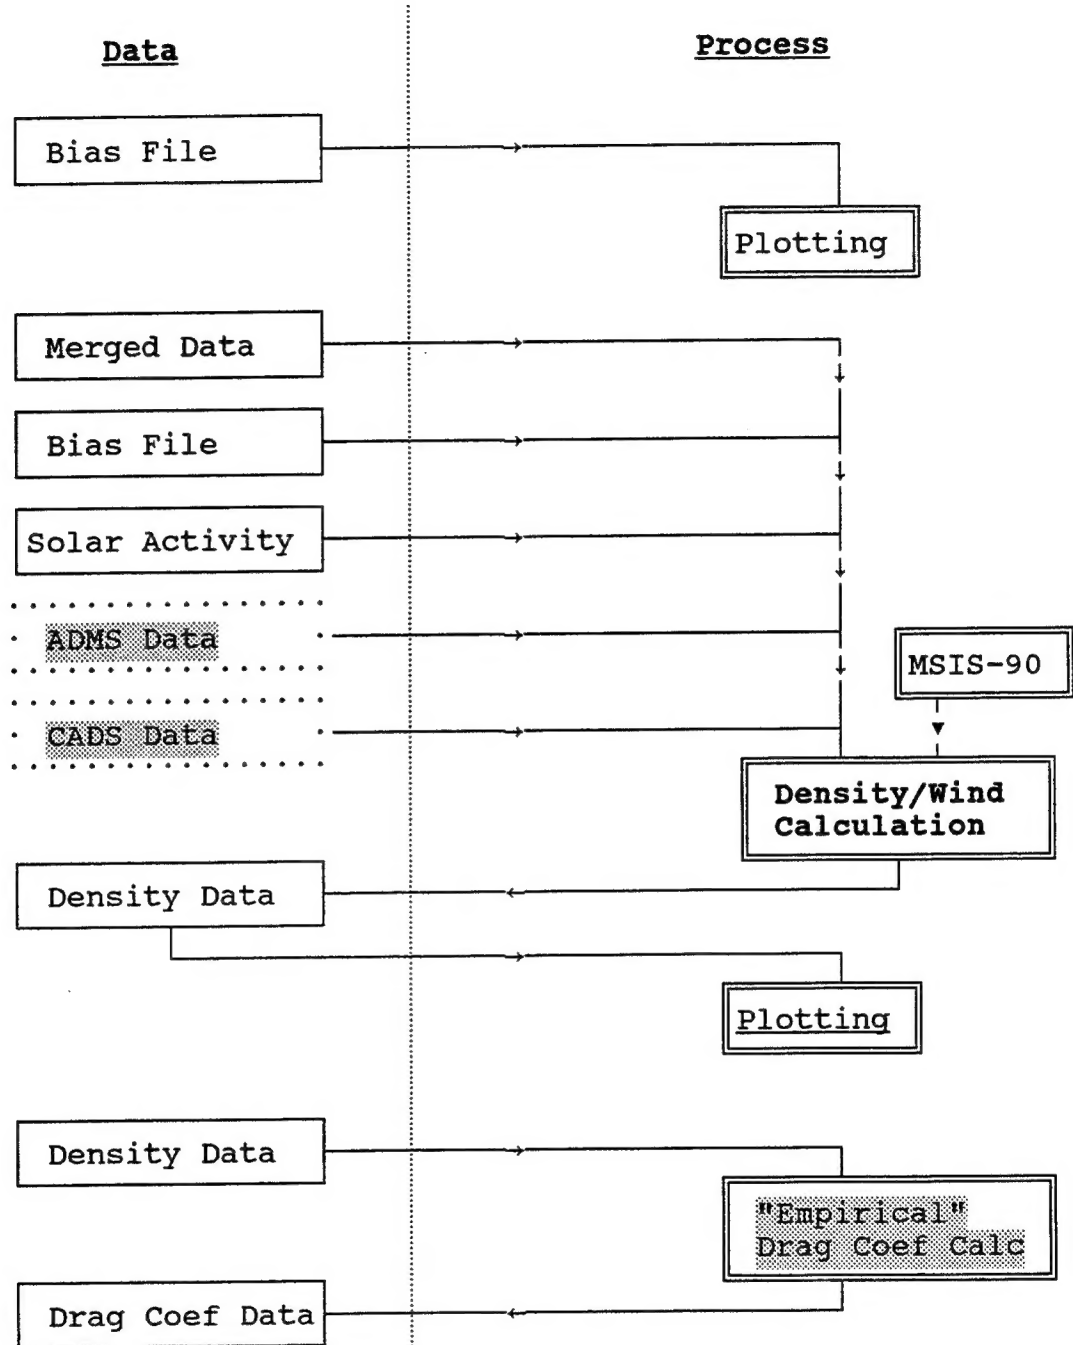 Data
Process
Bias File
Plotting
Merged Data
Bias File
Solar Activity
ADMS Data
MSIS-90
CADS Data
Density/Wind
Calculation
Density Data
Plotting
Density Data
"Empirical"
Drag Coef Calc
Drag Coef Data